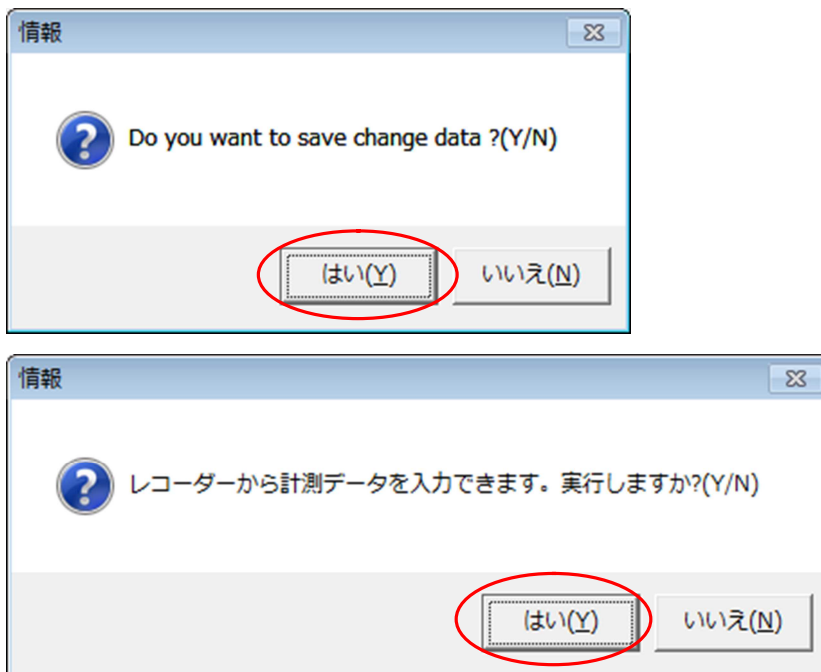 情報
Do you want to save change data ?(Y/N)
はい(Y)
いいえ(N)
情報
レコーダーから計測データを入力できます。実行しますか?(Y/N)
はい(Y)
いいえ(N)